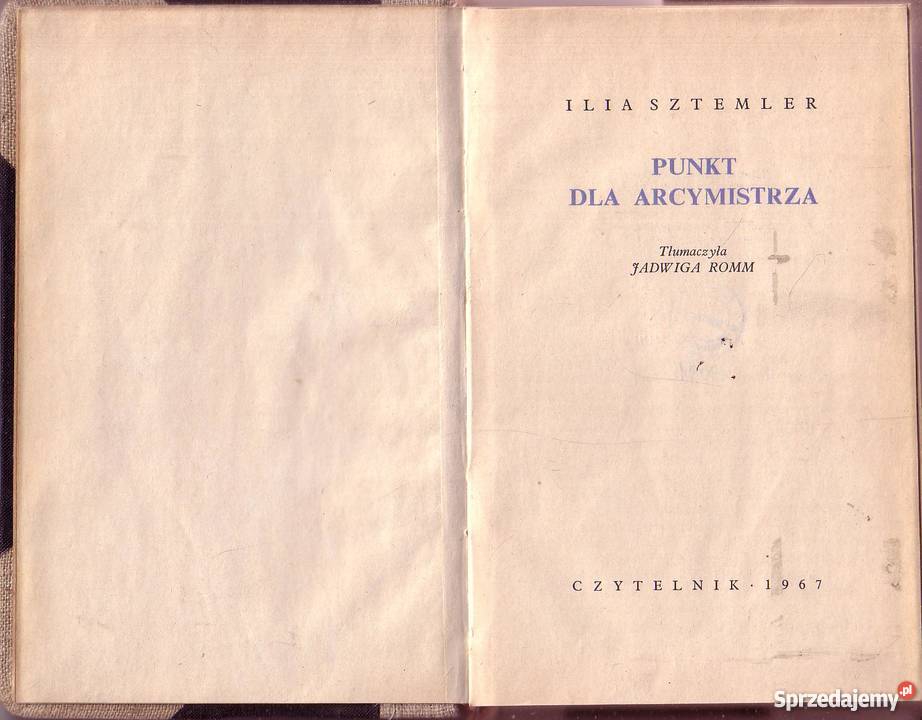 ILIA SZTEMLER
PUNKT
DLA ARCYMISTRZA
Tłumaczyła
JADWIGA ROMM
CZYTELNIK · 1967
Sprzedajemy.pl